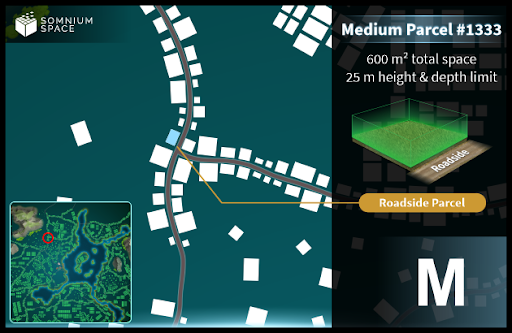 SOMNIUM
SPACE
Medium Parcel #1333
600 m² total space
25 m height & depth limit
Roadside
Roadside Parcel
M